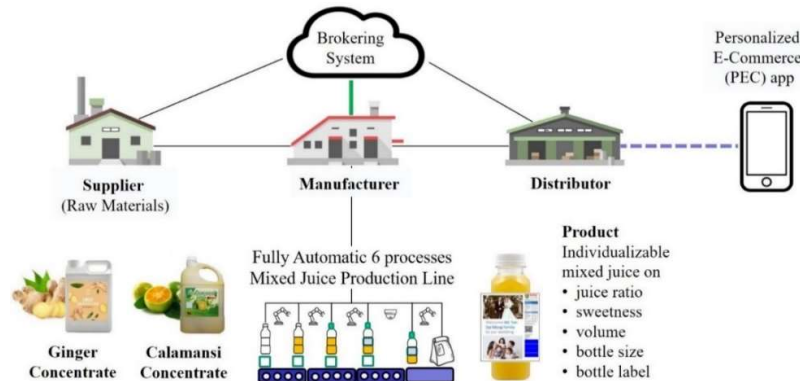 Brokering
System
Personalized
E-Commerce
(PEC) app
Supplier
(Raw Materials)
Manufacturer
Distributor
Fully Automatic 6 processes
Mixed Juice Production Line
Product
Individualizable
mixed juice on
• juice ratio
• sweetness
• volume
• bottle size
• bottle label
Ginger
Concentrate
Calamansi
Concentrate